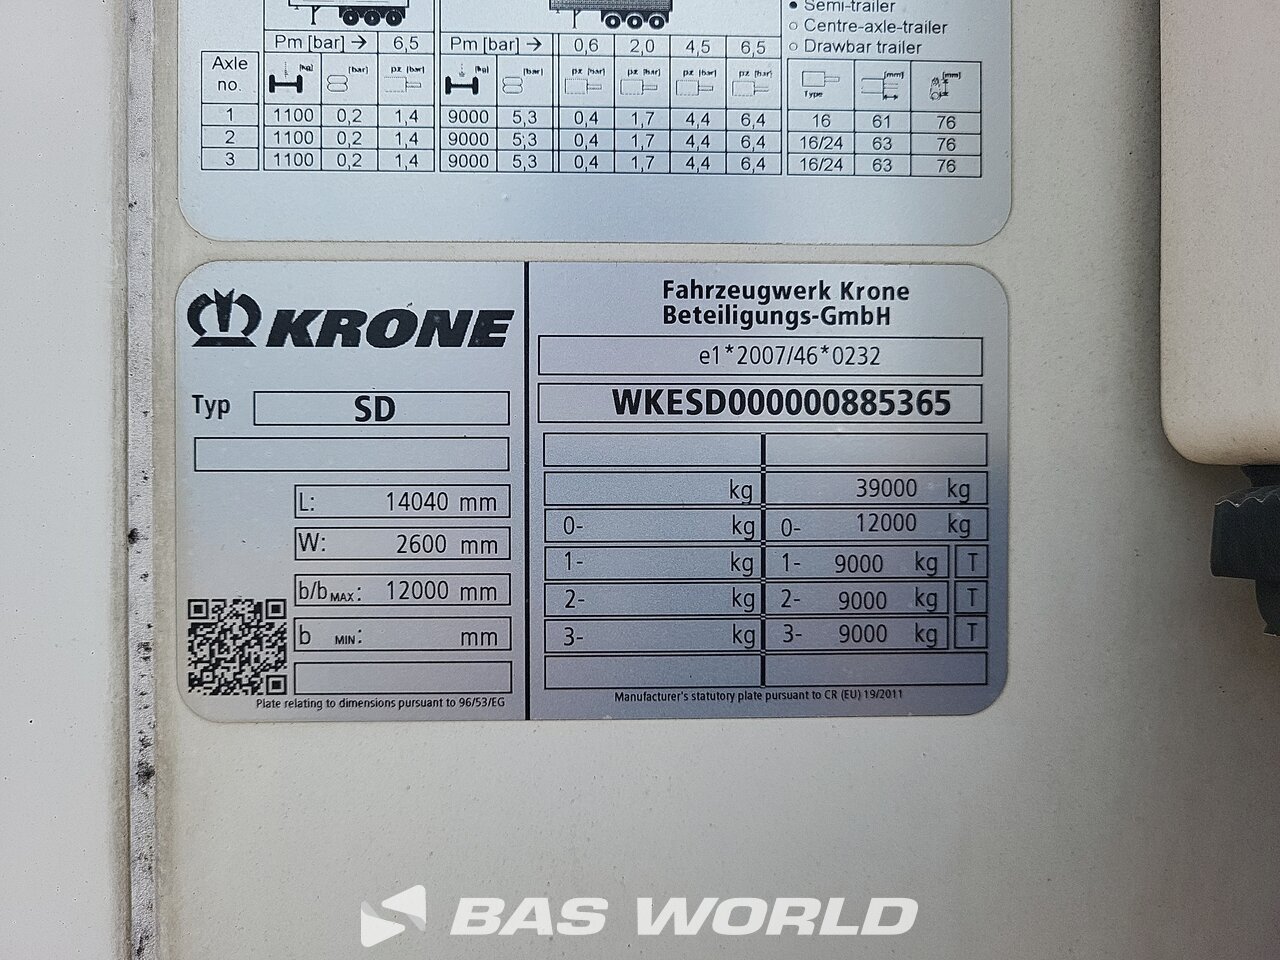 Semi-trailer
Centre-axle-trailer
Drawbar trailer
Pm [bar] → 6,5 Pm [bar] → 0,6 2,0 4,5 6,5
Axle no. [kg] [bar] pz [bar] [kg] [bar] pz [bar] pz [bar] pz [bar] pz [bar] Type [mm] [mm]
1 1100 0,2 1,4 9000 5,3 0,4 1,7 4,4 6,4 16 61 76
2 1100 0,2 1,4 9000 5,3 0,4 1,7 4,4 6,4 16/24 63 76
3 1100 0,2 1,4 9000 5,3 0,4 1,7 4,4 6,4 16/24 63 76
KRONE
Typ SD
L: 14040 mm
W: 2600 mm
b/b MAX: 12000 mm
b MIN: mm
Plate relating to dimensions pursuant to 96/53/EG
Fahrzeugwerk Krone
Beteiligungs-GmbH
e1*2007/46*0232
WKESD000000885365
kg 39000 kg
0- kg 0- 12000 kg
1- kg 1- 9000 kg T
2- kg 2- 9000 kg T
3- kg 3- 9000 kg T
Manufacturer's statutory plate pursuant to CR (EU) 19/2011
BAS WORLD